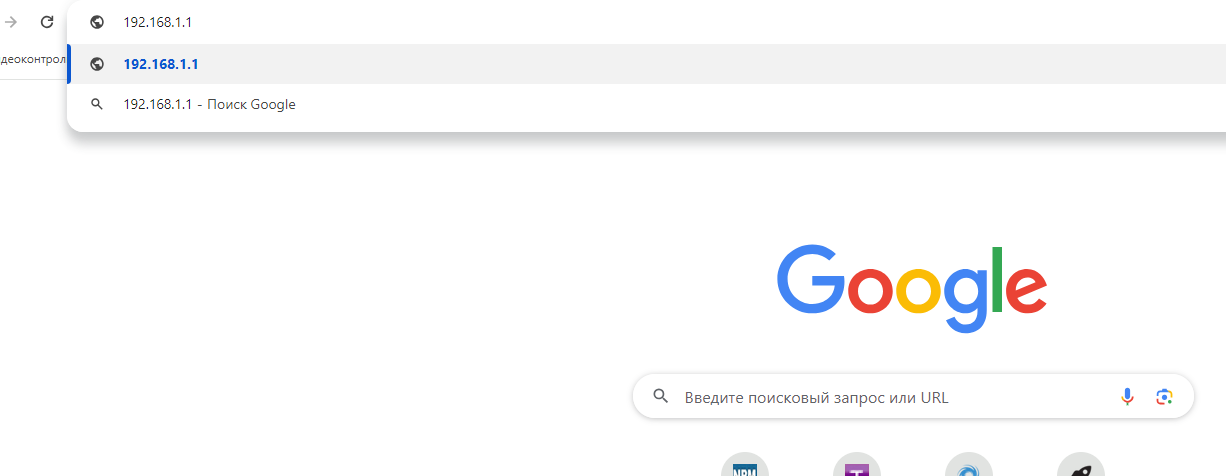 192.168.1.1
деоконтрол
192.168.1.1
192.168.1.1 - Поиск Google
Google
Введите поисковый запрос или URL
NPM
T